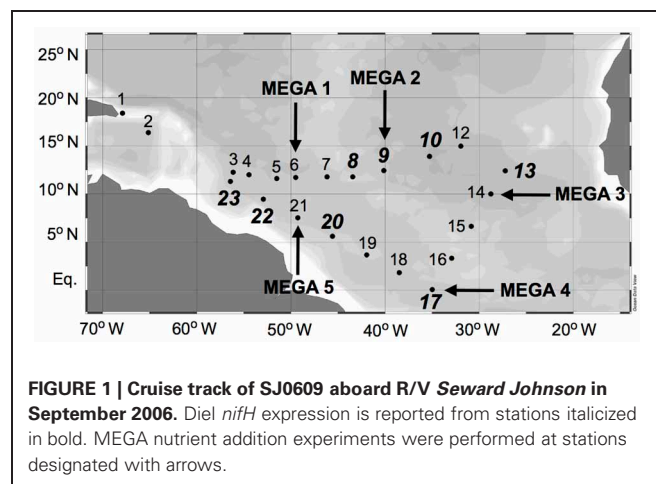 25° N
MEGA 2
20° N
MEGA 1
1
2
15° N
10
12
3 4 5 6 7 8 9
13
10° N
23
14
MEGA 3
22
21
20
15
5° N
19
18
16
Eq.
MEGA 5
17
MEGA 4
70° W 60° W 50° W 40° W 30° W 20° W
FIGURE 1 | Cruise track of SJ0609 aboard R/V Seward Johnson in
September 2006. Diel nifH expression is reported from stations italicized
in bold. MEGA nutrient addition experiments were performed at stations
designated with arrows.